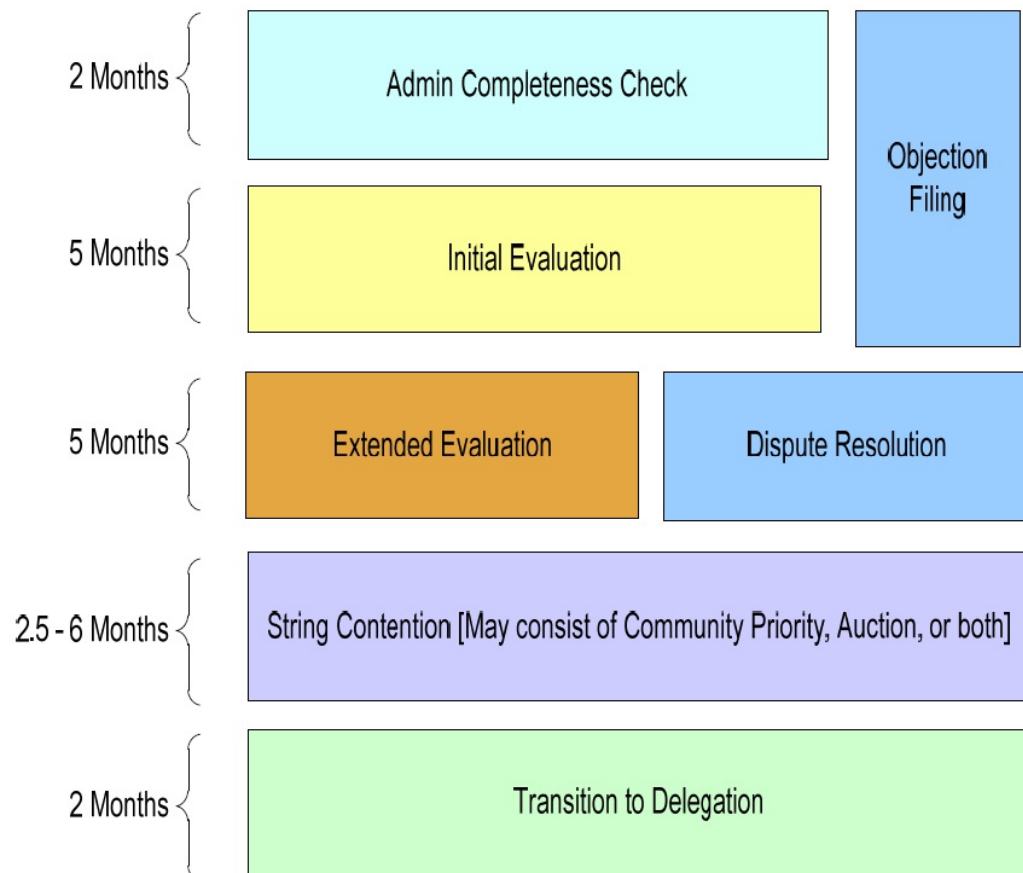 2 Months
Admin Completeness Check
Objection
Filing
5 Months
Initial Evaluation
5 Months
Extended Evaluation
Dispute Resolution
2.5 - 6 Months
String Contention [May consist of Community Priority, Auction, or both]
2 Months
Transition to Delegation